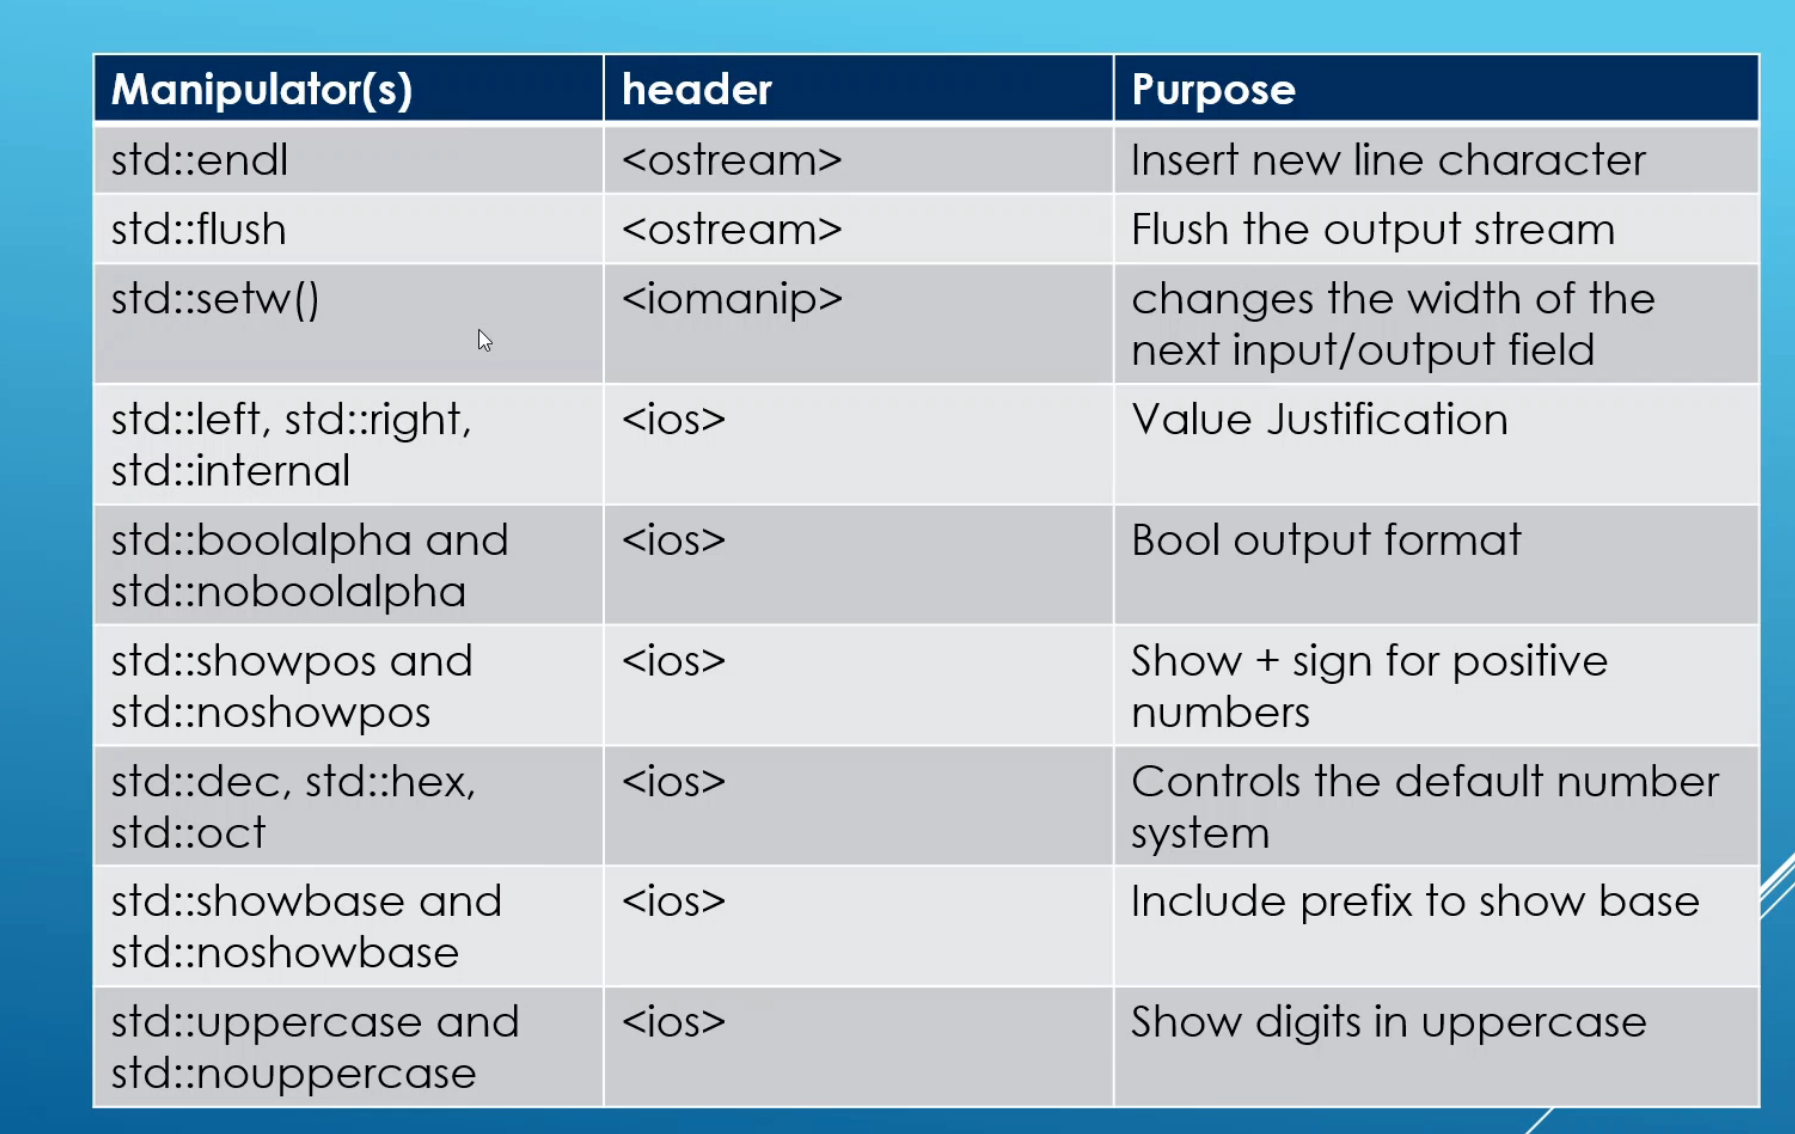 Manipulator(s) header Purpose
std::endl <ostream> Insert new line character
std::flush <ostream> Flush the output stream
std::setw() <iomanip> changes the width of the
next input/output field
std::left, std::right, <ios> Value Justification
std::internal
std::boolalpha and <ios> Bool output format
std::noboolalpha
std::showpos and <ios> Show + sign for positive
std::noshowpos numbers
std::dec, std::hex, <ios> Controls the default number
std::oct system
std::showbase and <ios> Include prefix to show base
std::noshowbase
std::uppercase and <ios> Show digits in uppercase
std::nouppercase